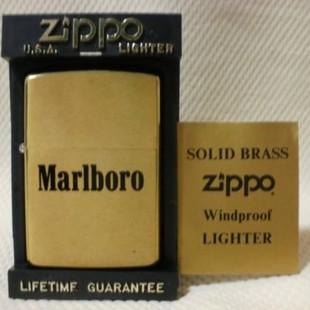 Zippo
U.S.A. LIGHTER
Marlboro
LIFETIME GUARANTEE
SOLID BRASS
Zippo
Windproof
LIGHTER